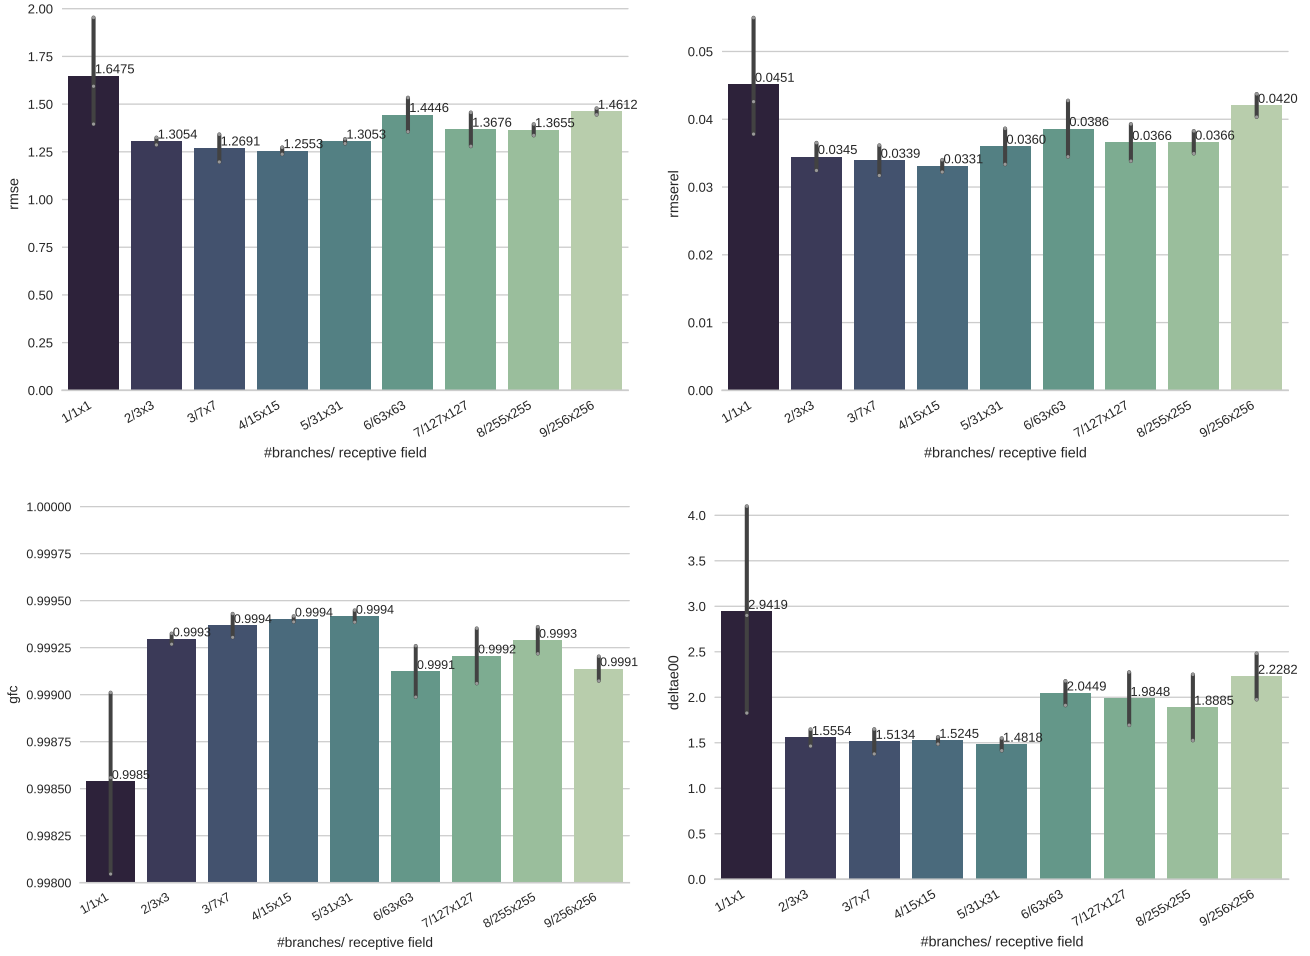 2.00
1.75
1.50
1.25
1.00
0.75
0.50
0.25
0.00
rmse
1.6475
1.3054
1.2691
1.2553
1.3053
1.4446
1.3676
1.3655
1.4612
1/1x1
2/3x3
3/7x7
4/15x15
5/31x31
6/63x63
7/127x127
8/255x255
9/256x256
#branches/ receptive field
0.05
0.04
0.03
0.02
0.01
0.00
rmserel
0.0451
0.0345
0.0339
0.0331
0.0360
0.0386
0.0366
0.0366
0.0420
1/1x1
2/3x3
3/7x7
4/15x15
5/31x31
6/63x63
7/127x127
8/255x255
9/256x256
#branches/ receptive field
1.00000
0.99975
0.99950
0.99925
0.99900
0.99875
0.99850
0.99825
0.99800
gfc
0.9985
0.9993
0.9994
0.9994
0.9994
0.9991
0.9992
0.9993
0.9991
1/1x1
2/3x3
3/7x7
4/15x15
5/31x31
6/63x63
7/127x127
8/255x255
9/256x256
#branches/ receptive field
4.0
3.5
3.0
2.5
2.0
1.5
1.0
0.5
0.0
deltae00
2.9419
1.5554
1.5134
1.5245
1.4818
2.0449
1.9848
1.8885
2.2282
1/1x1
2/3x3
3/7x7
4/15x15
5/31x31
6/63x63
7/127x127
8/255x255
9/256x256
#branches/ receptive field